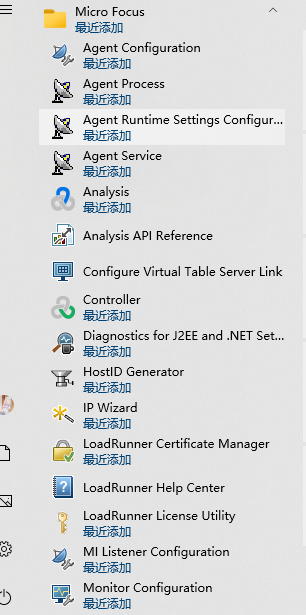 Micro Focus
最近添加
Agent Configuration
最近添加
Agent Process
最近添加
Agent Runtime Settings Configur...
最近添加
Agent Service
最近添加
Analysis
最近添加
Analysis API Reference
Configure Virtual Table Server Link
Controller
最近添加
Diagnostics for J2EE and .NET Set...
最近添加
HostID Generator
最近添加
IP Wizard
最近添加
LoadRunner Certificate Manager
最近添加
LoadRunner Help Center
LoadRunner License Utility
最近添加
MI Listener Configuration
最近添加
Monitor Configuration
最近添加